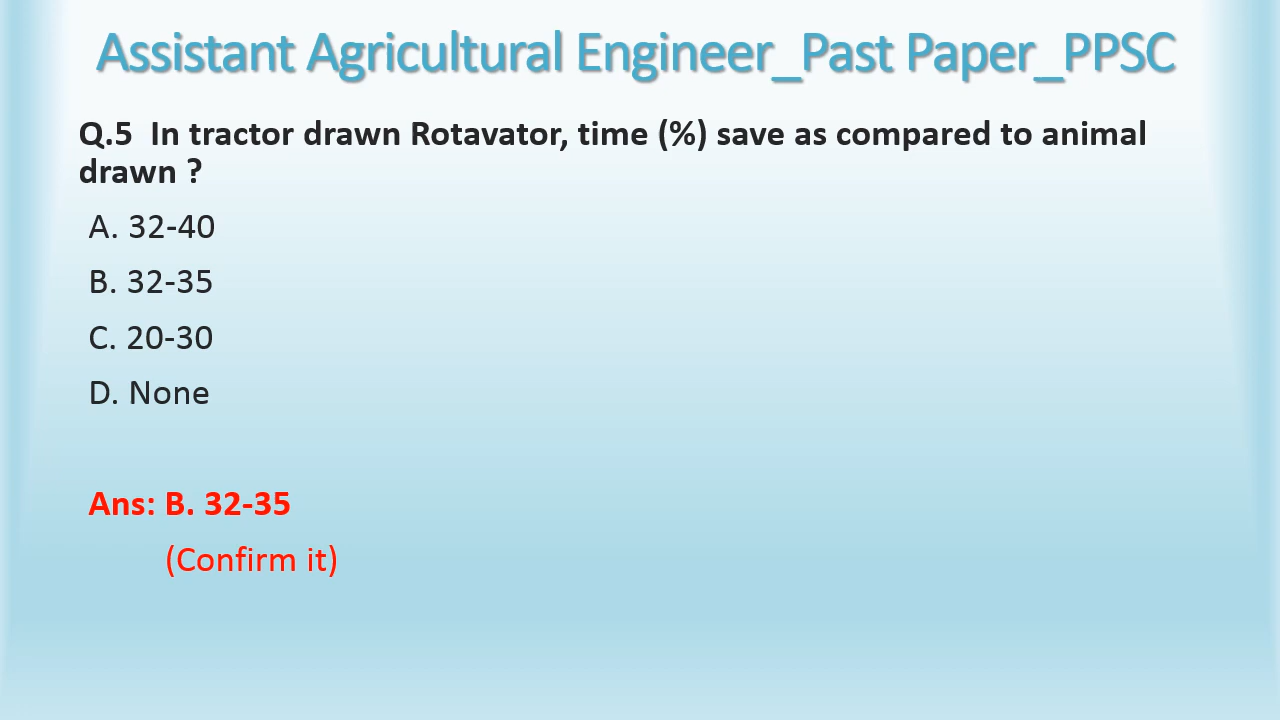 Assistant Agricultural Engineer_Past Paper_PPSC
Q.5  In tractor drawn Rotavator, time (%) save as compared to animal
drawn ?
A. 32-40
B. 32-35
C. 20-30
D. None
Ans: B. 32-35
(Confirm it)